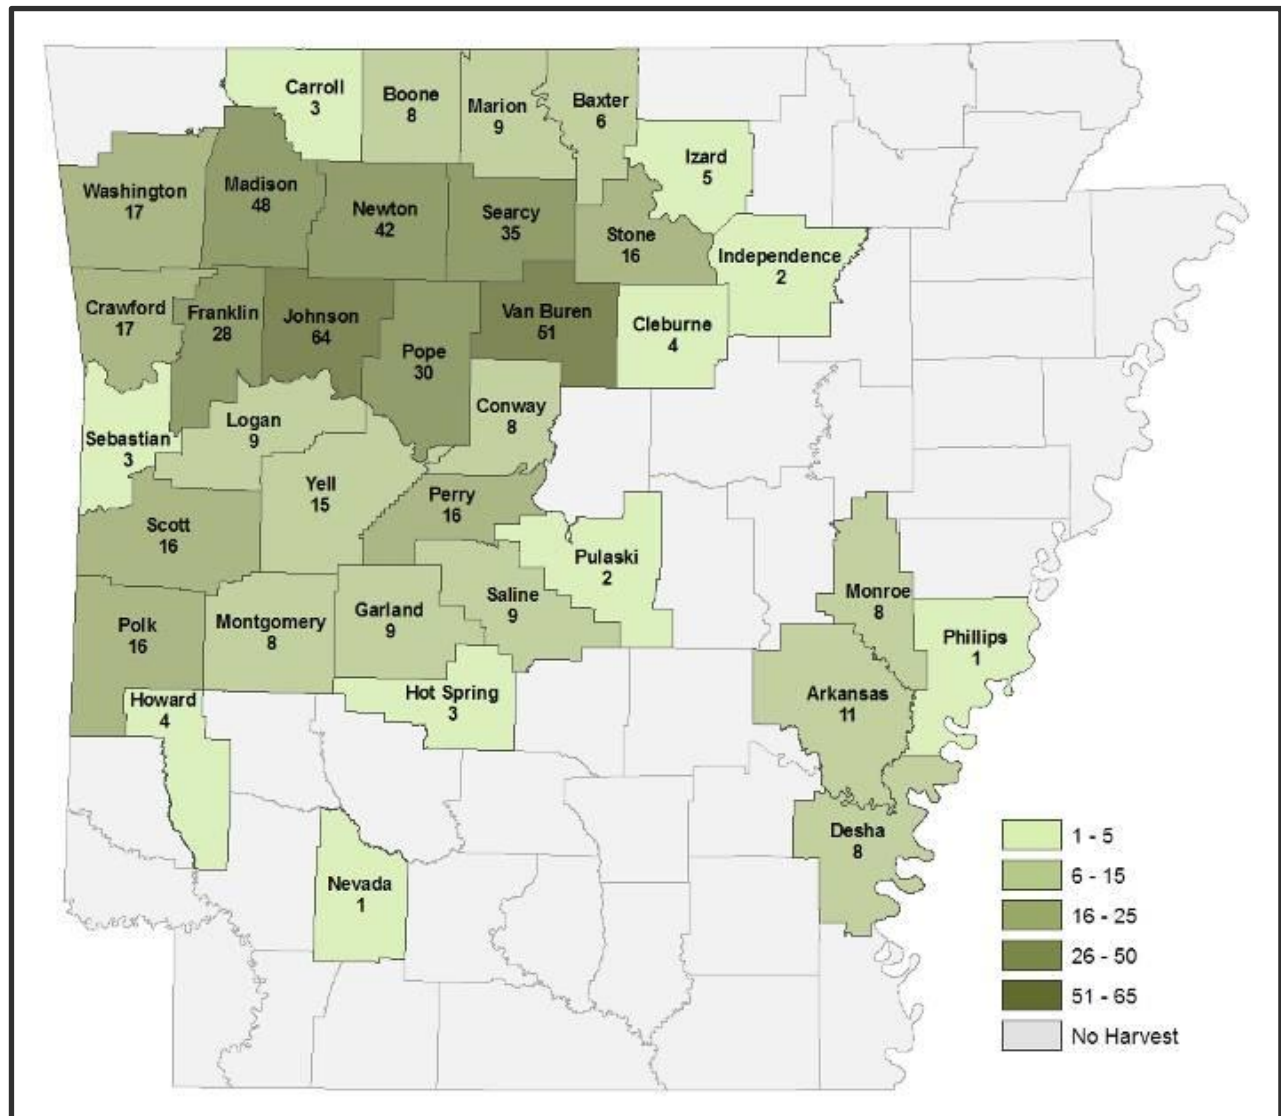 Carroll
3
Boone
8
Marion
9
Baxter
6
Izard
5
Washington
17
Madison
48
Newton
42
Searcy
35
Stone
16
Independence
2
Crawford
17
Franklin
28
Johnson
64
Pope
30
Van Buren
51
Cleburne
4
Sebastian
3
Logan
9
Conway
8
Yell
15
Perry
16
Scott
16
Pulaski
2
Polk
16
Montgomery
8
Garland
9
Saline
9
Monroe
8
Phillips
1
Howard
4
Hot Spring
3
Arkansas
11
Desha
8
Nevada
1
1 - 5
6 - 15
16 - 25
26 - 50
51 - 65
No Harvest